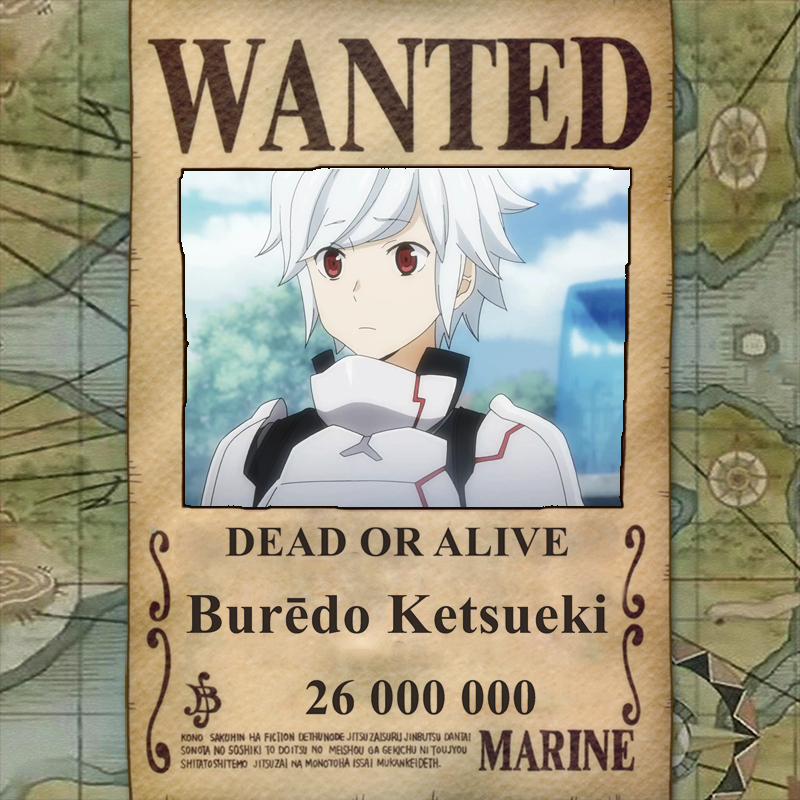 WANTED
DEAD OR ALIVE
Burēdo Ketsueki
26 000 000
KONO SAKUHIN HA FICTION DETHUNODE JITSUZAISURU JINBUTSU DANTAI
SONOTA NO SOSHIKI TO DOITSU NO MEISHOU GA GEKICHU NI TOUJYOU
SHITATOSHITEMO JITSUZAI NA MONOTOHA ISSAI MUKANKEIDETH.
MARINE